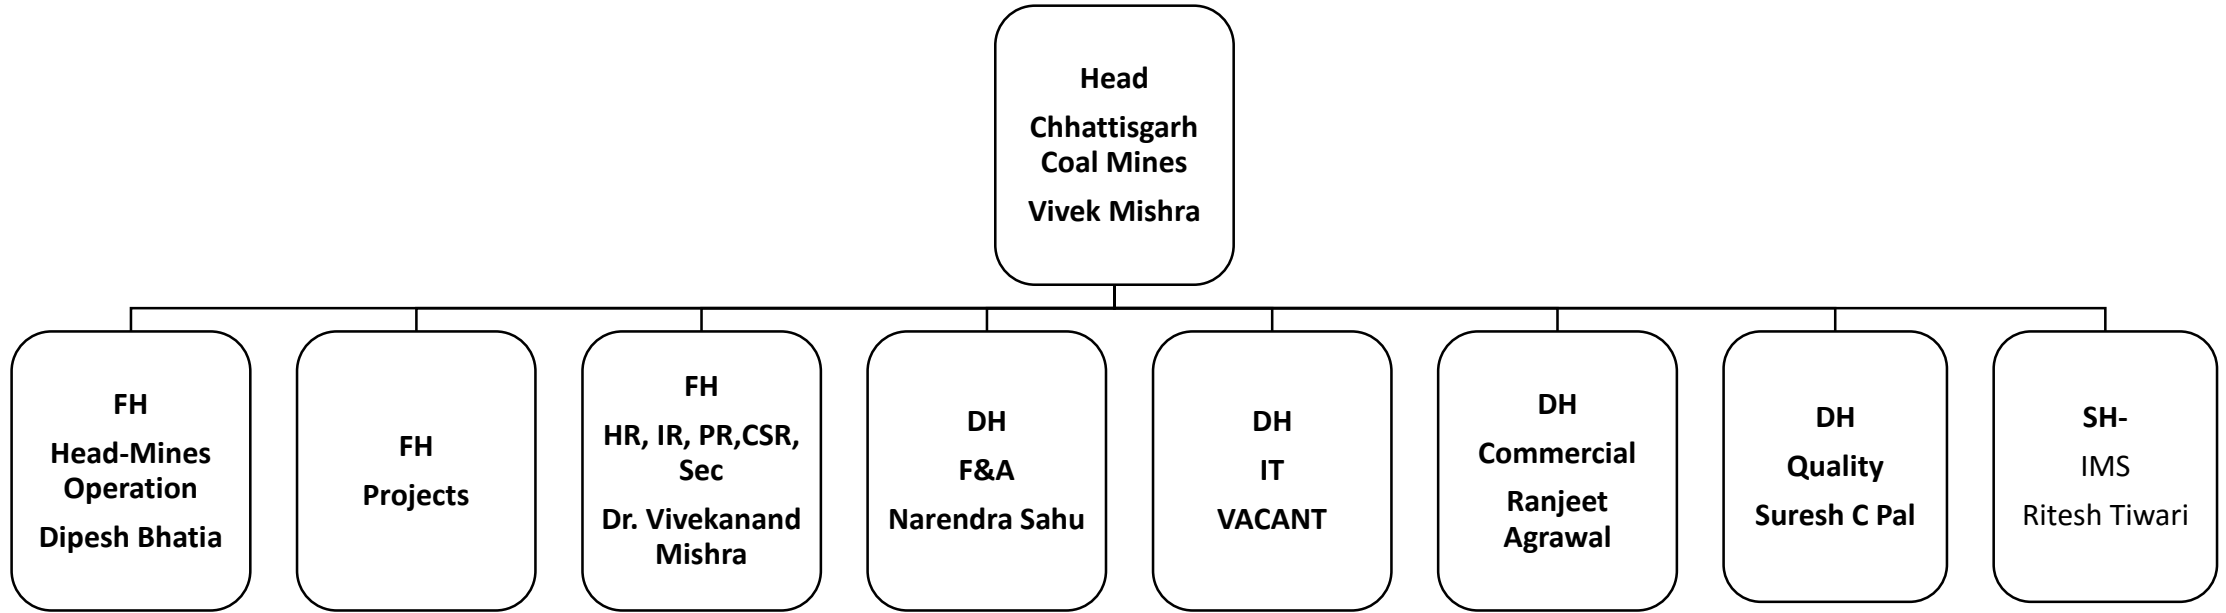 Head
Chhattisgarh
Coal Mines
Vivek Mishra
FH
Head-Mines
Operation
Dipesh Bhatia
FH
Projects
FH
HR, IR, PR,CSR,
Sec
Dr. Vivekanand
Mishra
DH
F&A
Narendra Sahu
DH
IT
VACANT
DH
Commercial
Ranjeet
Agrawal
DH
Quality
Suresh C Pal
SH-
IMS
Ritesh Tiwari